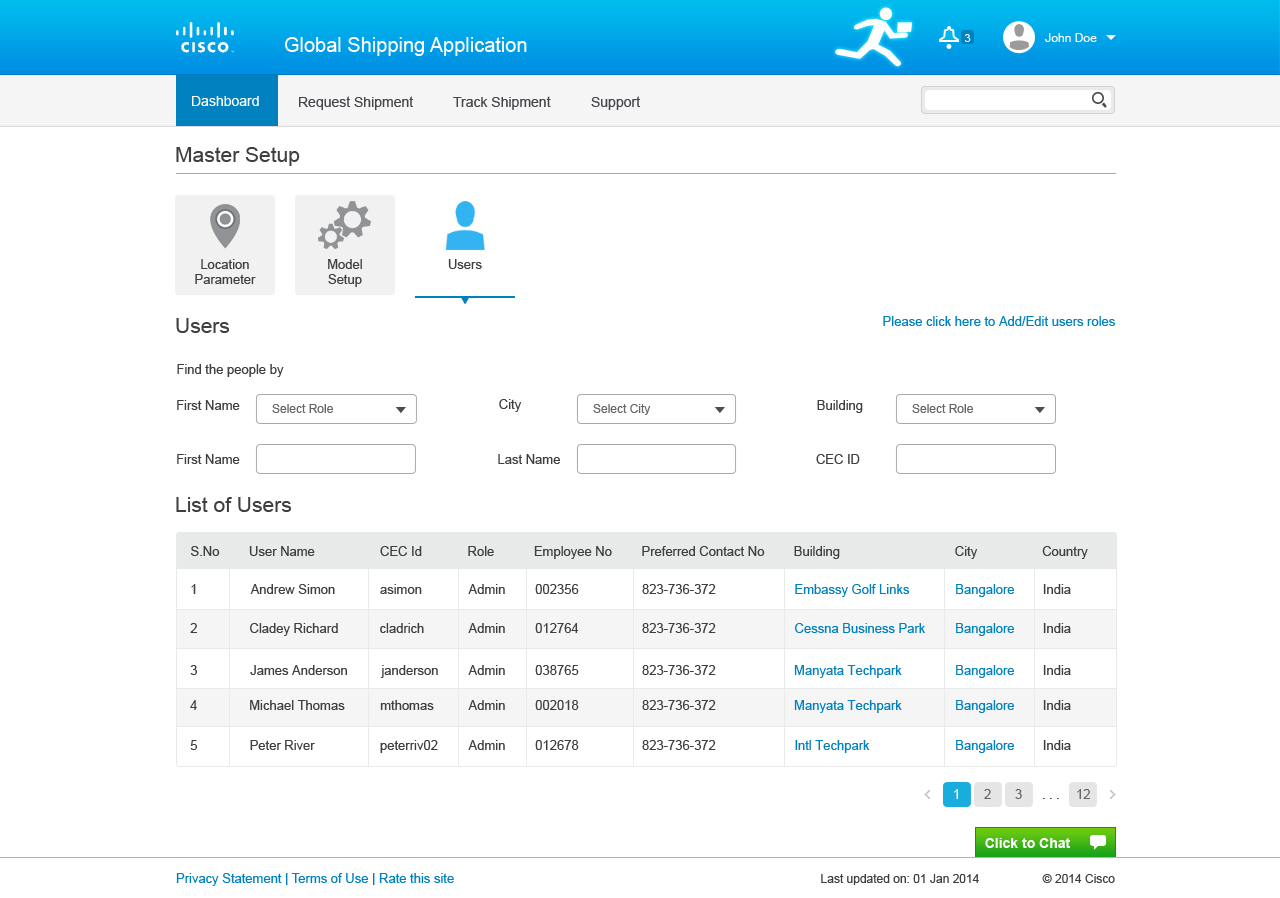 CISCO
Global Shipping Application
3
John Doe
Dashboard Request Shipment Track Shipment Support
Master Setup
Location Parameter
Model Setup
Users
Users
Please click here to Add/Edit users roles
Find the people by
First Name Select Role City Select City Building Select Role
First Name Last Name CEC ID
List of Users
S.No User Name CEC Id Role Employee No Preferred Contact No Building City Country
1 Andrew Simon asimon Admin 002356 823-736-372 Embassy Golf Links Bangalore India
2 Cladey Richard cladrich Admin 012764 823-736-372 Cessna Business Park Bangalore India
3 James Anderson janderson Admin 038765 823-736-372 Manyata Techpark Bangalore India
4 Michael Thomas mthomas Admin 002018 823-736-372 Manyata Techpark Bangalore India
5 Peter River peterriv02 Admin 012678 823-736-372 Intl Techpark Bangalore India
< 1 2 3 ... 12 >
Click to Chat
Privacy Statement | Terms of Use | Rate this site
Last updated on: 01 Jan 2014 © 2014 Cisco